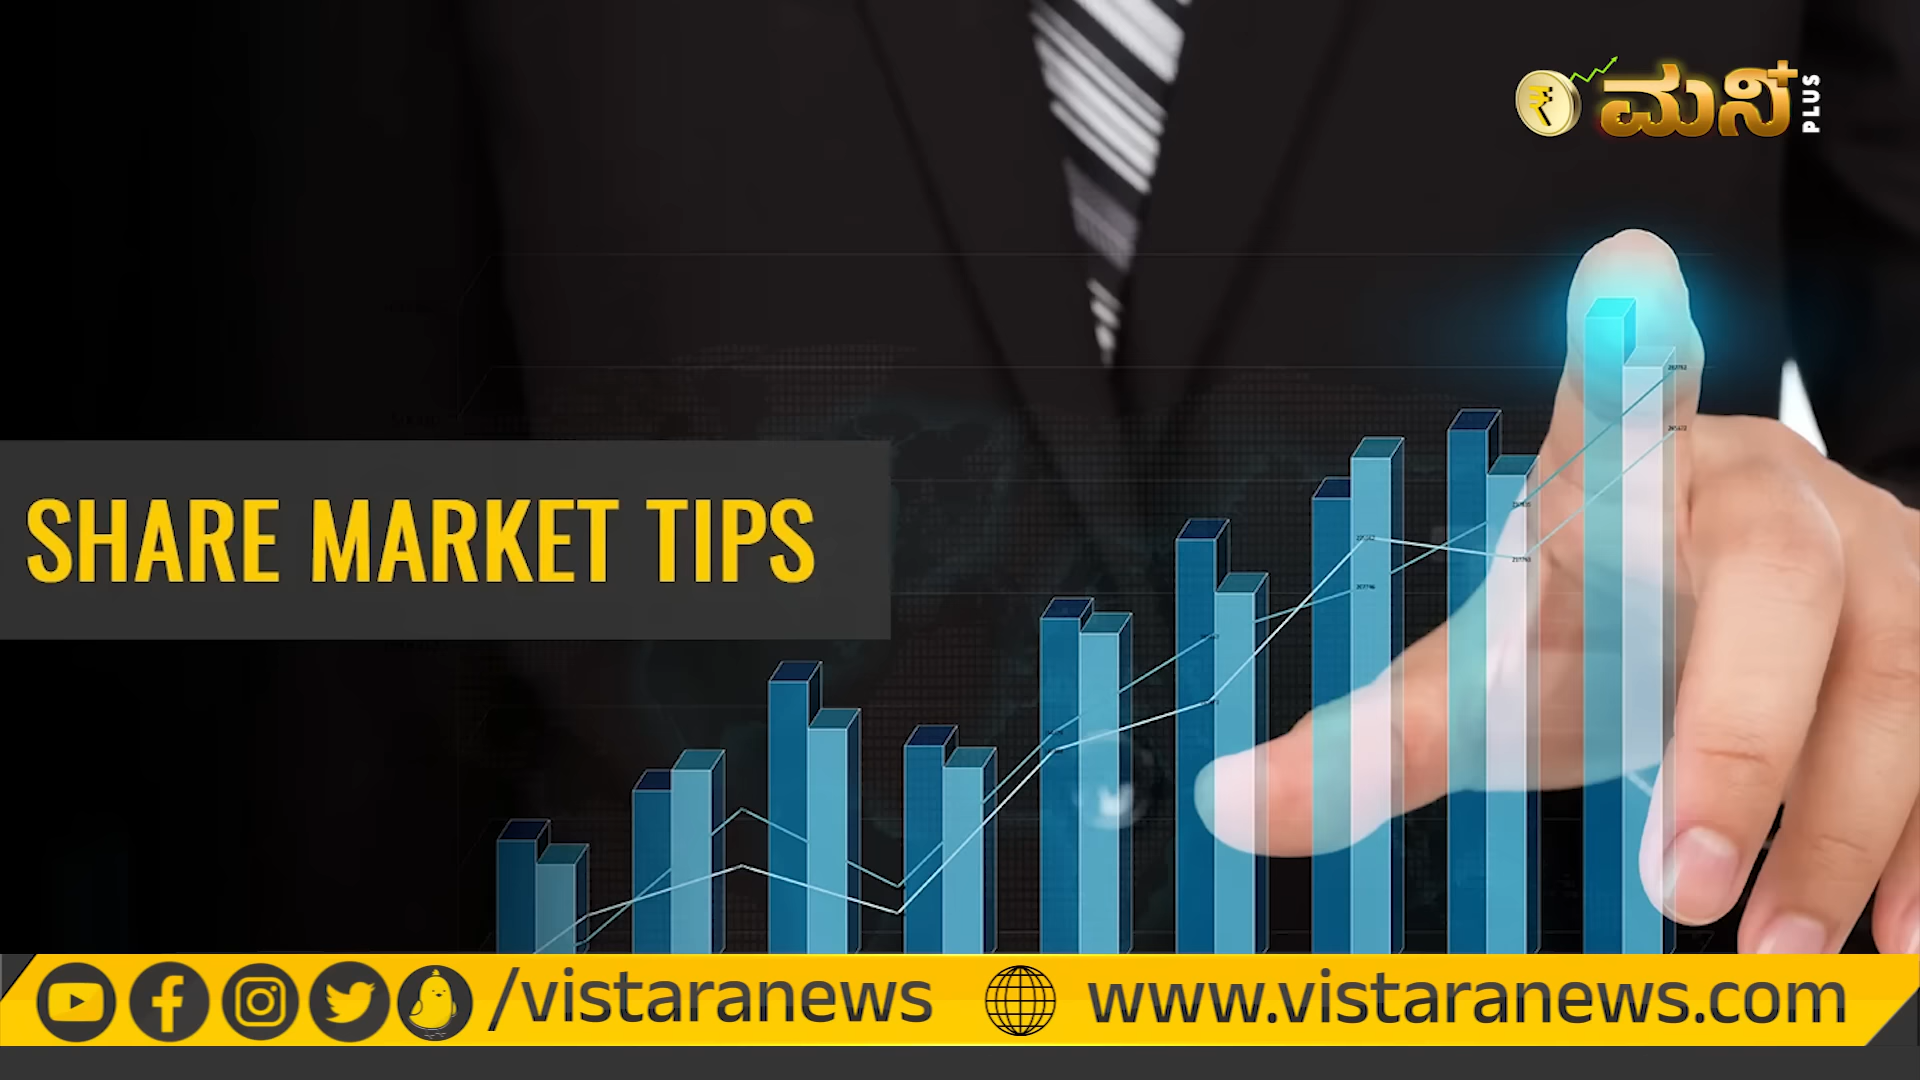 ಮನಿ+
PLUS
SHARE MARKET TIPS
/vistaranews
www.vistaranews.com